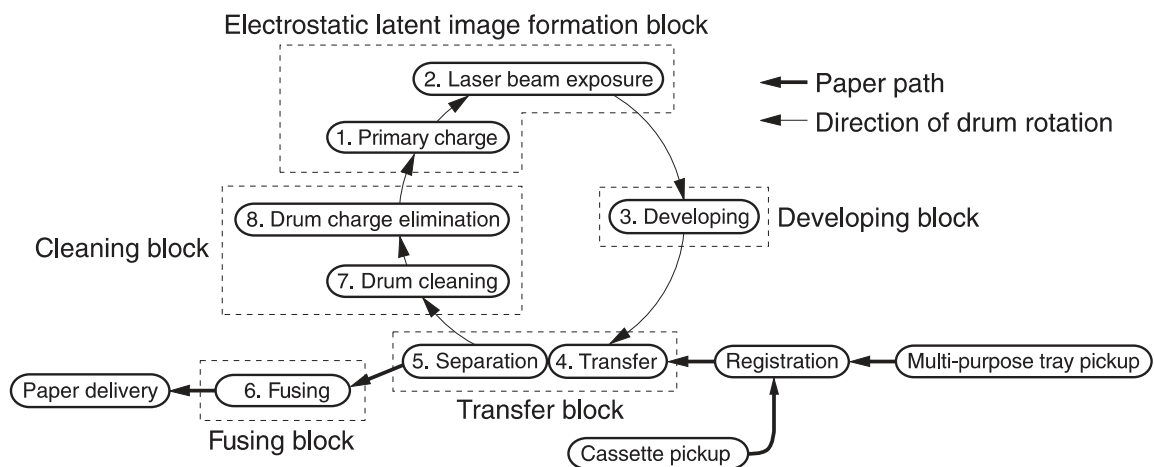 Electrostatic latent image formation block
2. Laser beam exposure
Paper path
Direction of drum rotation
1. Primary charge
8. Drum charge elimination
3. Developing
Developing block
Cleaning block
7. Drum cleaning
5. Separation
4. Transfer
Registration
Multi-purpose tray pickup
Paper delivery
6. Fusing
Transfer block
Fusing block
Cassette pickup